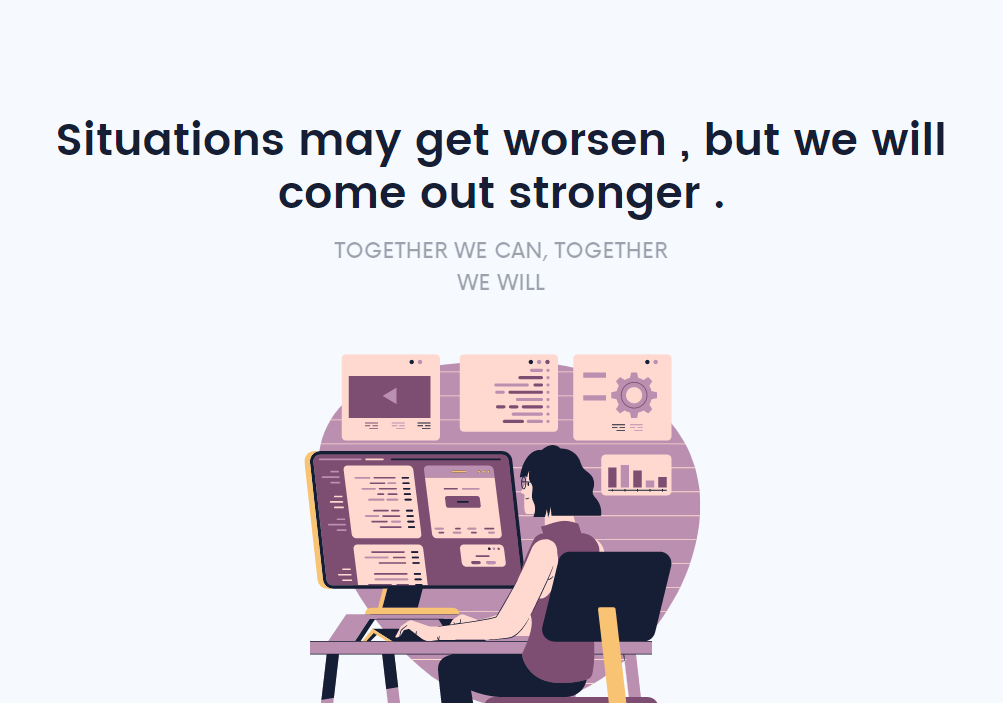 Situations may get worsen , but we will
come out stronger .
TOGETHER WE CAN, TOGETHER
WE WILL